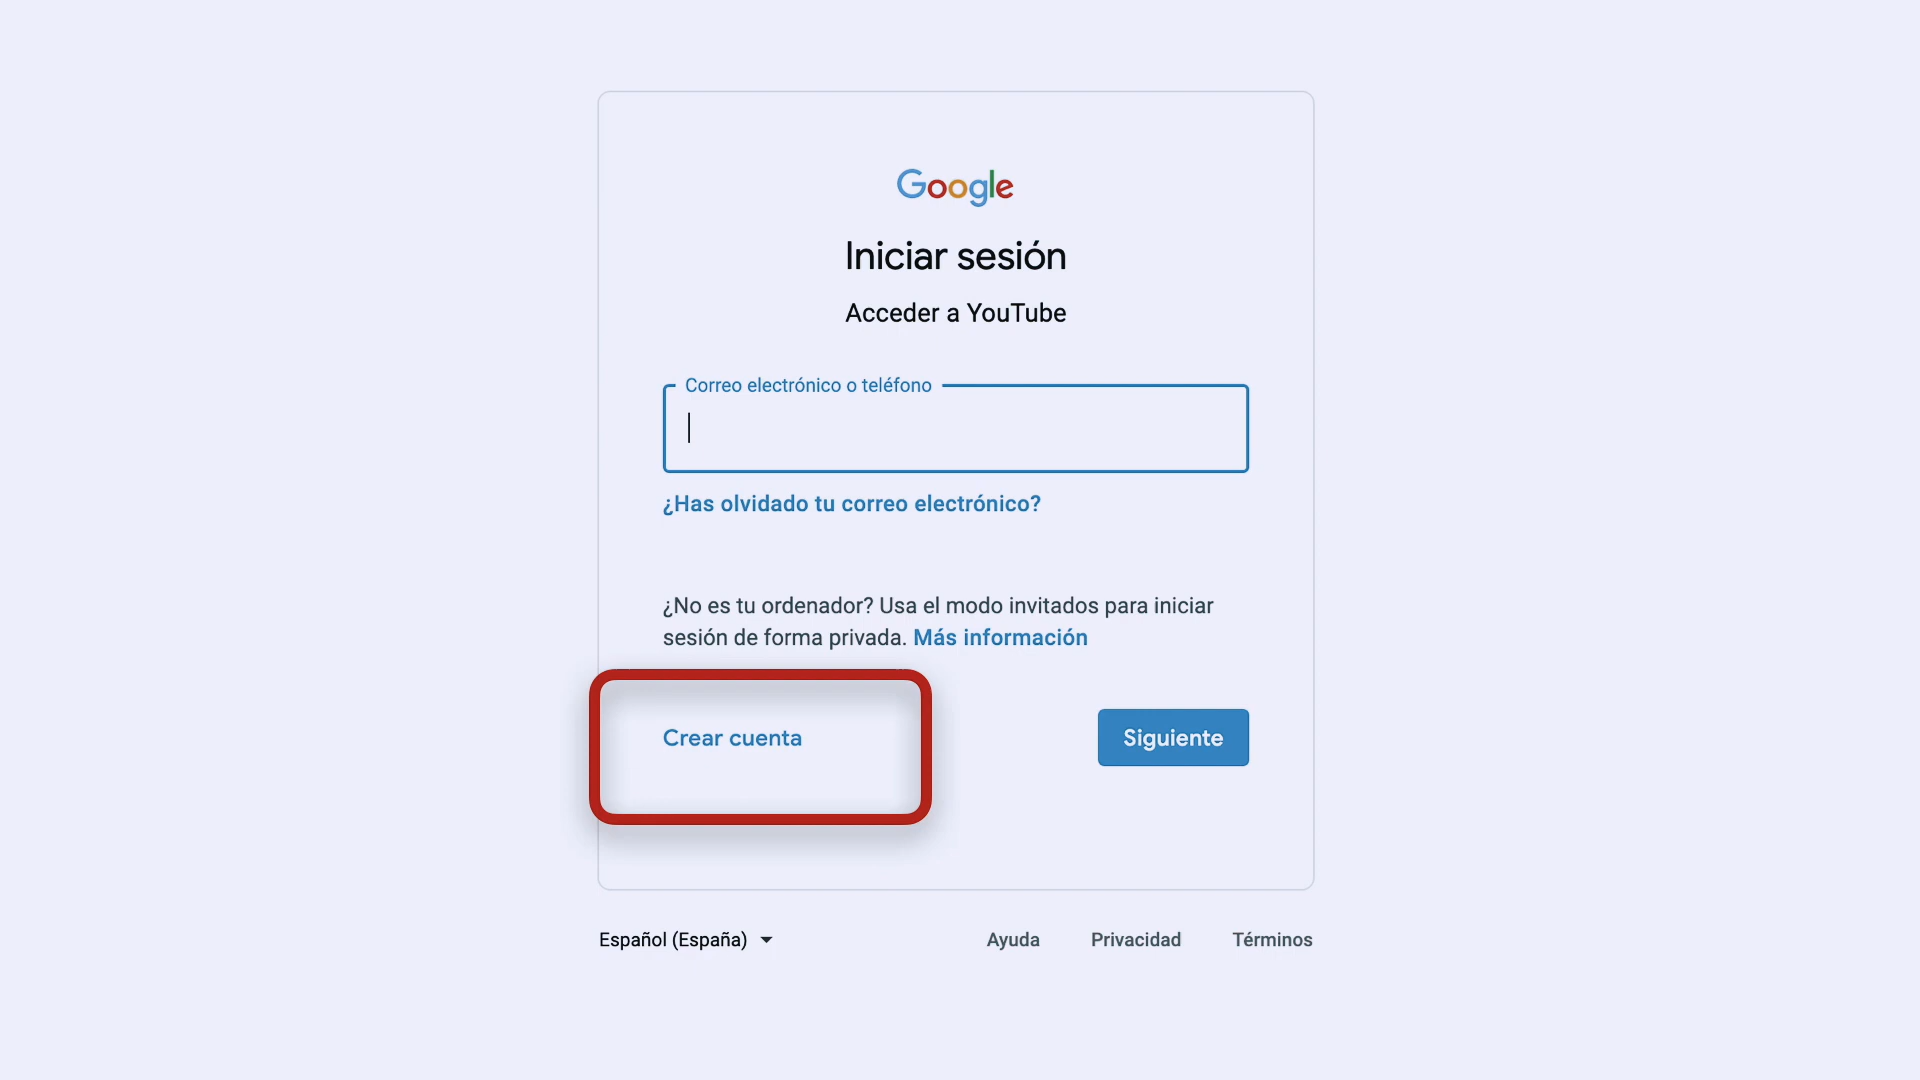 Google
Iniciar sesión
Acceder a YouTube
Correo electrónico o teléfono
¿Has olvidado tu correo electrónico?
¿No es tu ordenador? Usa el modo invitados para iniciar
sesión de forma privada. Más información
Crear cuenta
Siguiente
Español (España)
Ayuda
Privacidad
Términos